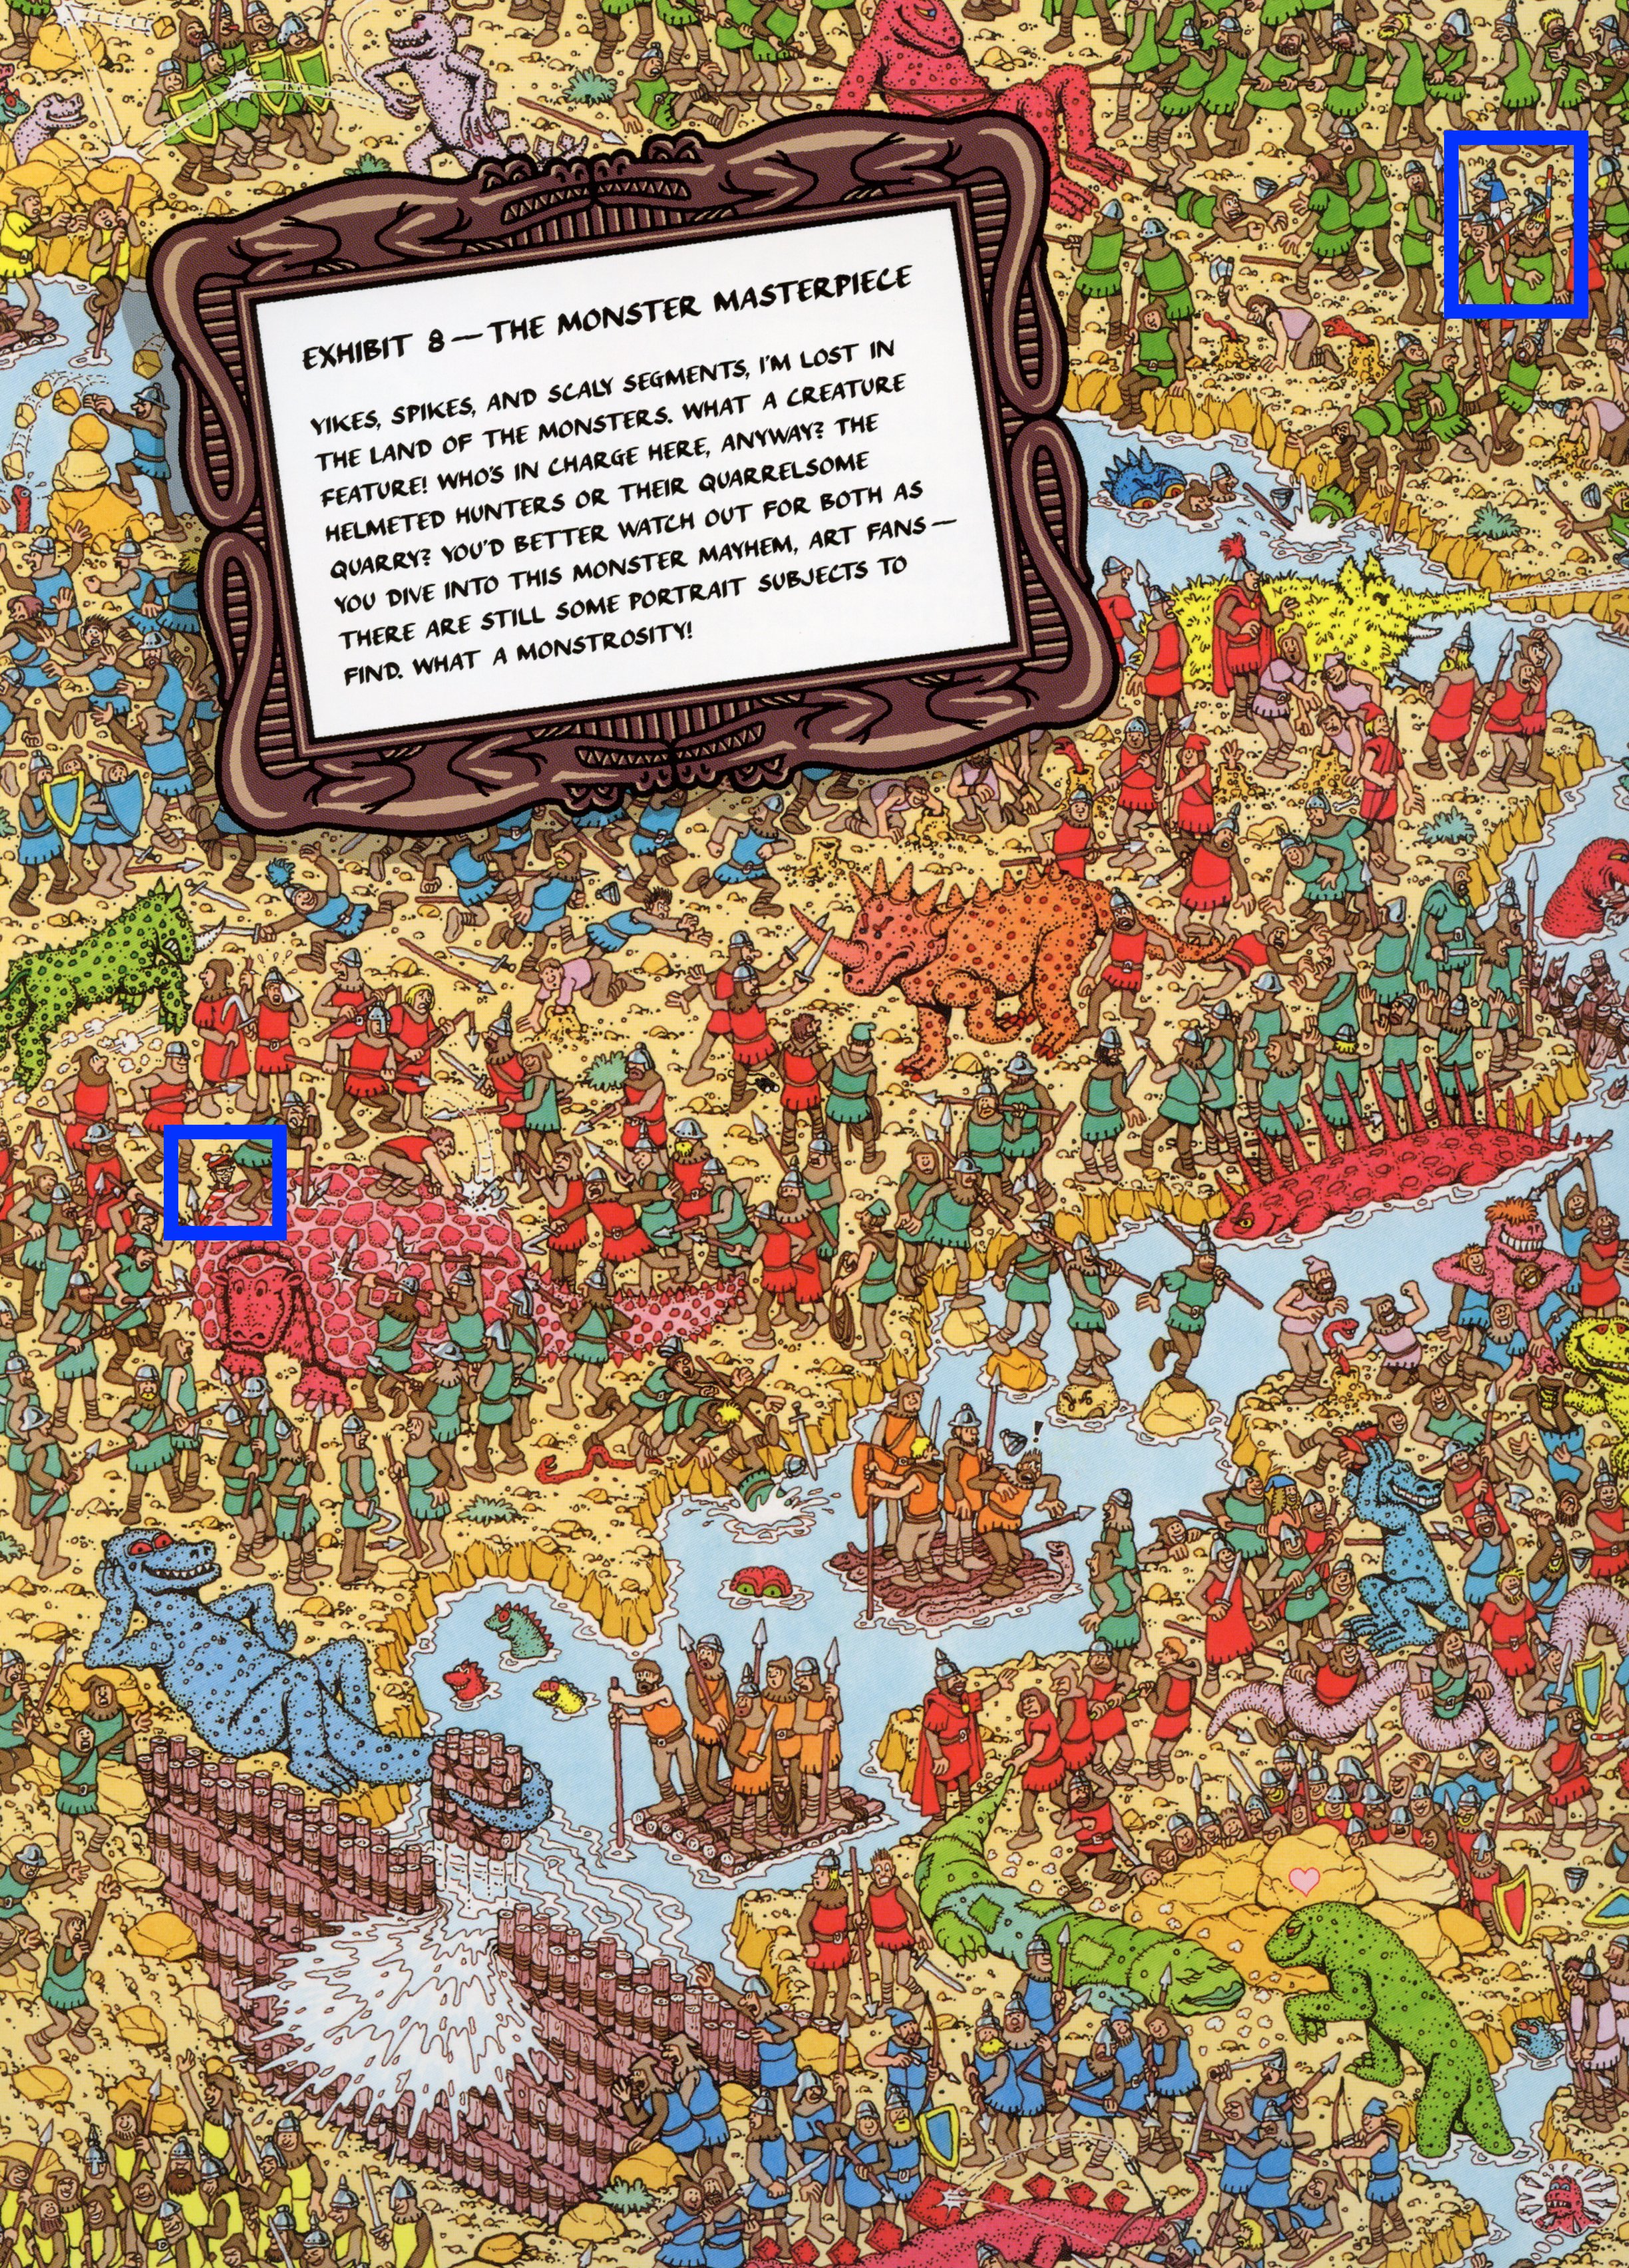 EXHIBIT 8 — THE MONSTER MASTERPIECE
YIKES, SPIKES, AND SCALY SEGMENTS, I'M LOST IN
THE LAND OF THE MONSTERS. WHAT A CREATURE
FEATURE! WHO'S IN CHARGE HERE, ANYWAY? THE
HELMETED HUNTERS OR THEIR QUARRELSOME
QUARRY? YOU'D BETTER WATCH OUT FOR BOTH AS
YOU DIVE INTO THIS MONSTER MAYHEM, ART FANS —
THERE ARE STILL SOME PORTRAIT SUBJECTS TO
FIND. WHAT A MONSTROSITY!
!